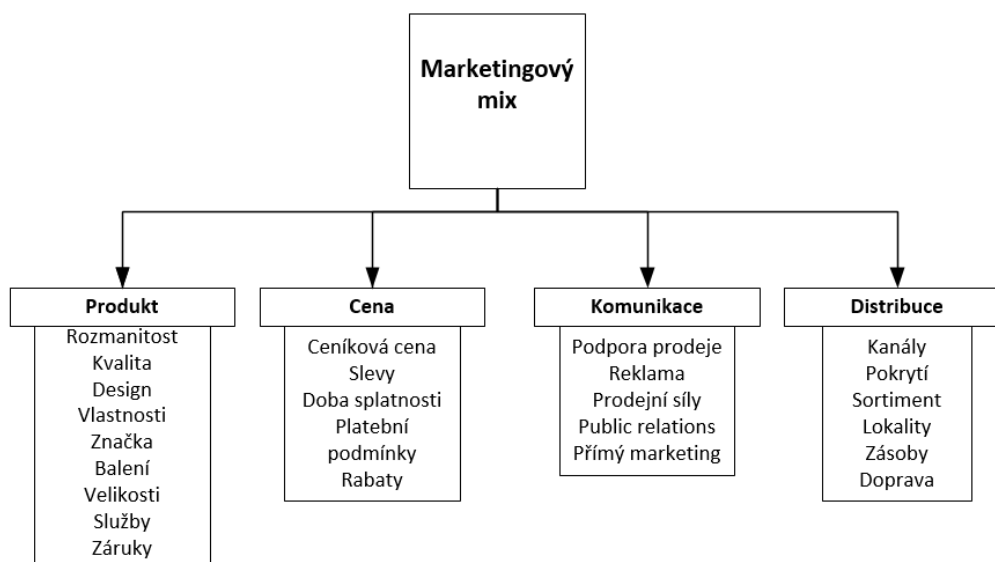 Marketingový
mix
Produkt
Rozmanitost
Kvalita
Design
Vlastnosti
Značka
Balení
Velikosti
Služby
Záruky
Cena
Ceníková cena
Slevy
Doba splatnosti
Platební
podmínky
Rabaty
Komunikace
Podpora prodeje
Reklama
Prodejní síly
Public relations
Přímý marketing
Distribuce
Kanály
Pokrytí
Sortiment
Lokality
Zásoby
Doprava